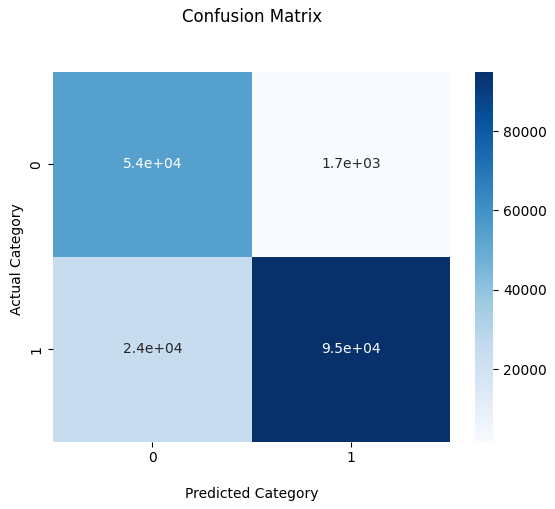 Confusion Matrix
80000
0
5.4e+04
1.7e+03
60000
Actual Category
40000
1
2.4e+04
9.5e+04
20000
0
1
Predicted Category